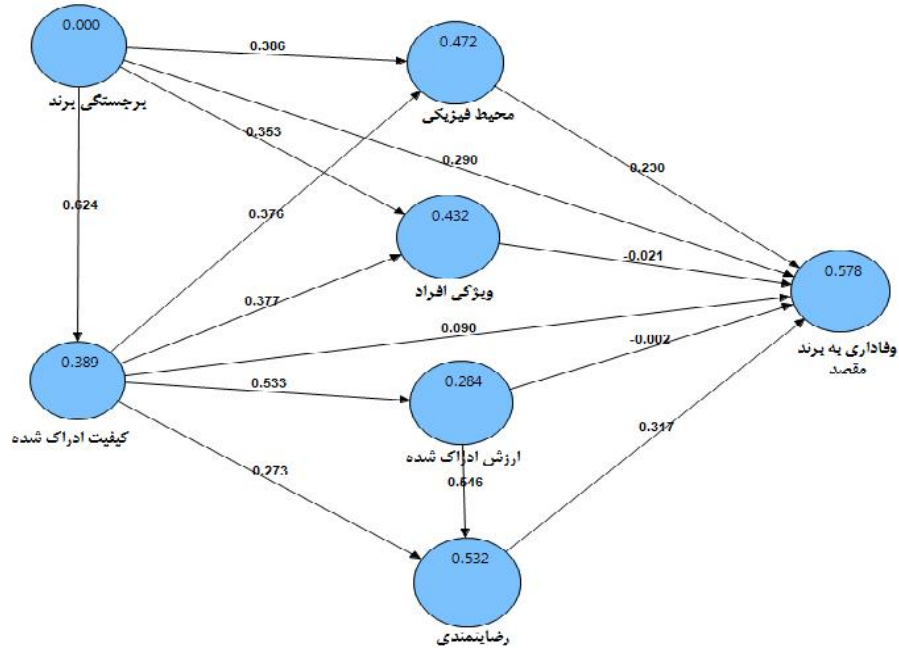 0.000
برجستگی برند
0.386
0.472
محیط فیزیکی
0.353
0.290
0.230
0.624
0.376
0.432
ویژگی افراد
-0.021
0.377
0.578
وفاداری به برند
مقصد
0.090
-0.002
0.389
کیفیت ادراک شده
0.533
0.284
ارزش ادراک شده
0.317
0.273
0.546
0.532
رضایتمندی